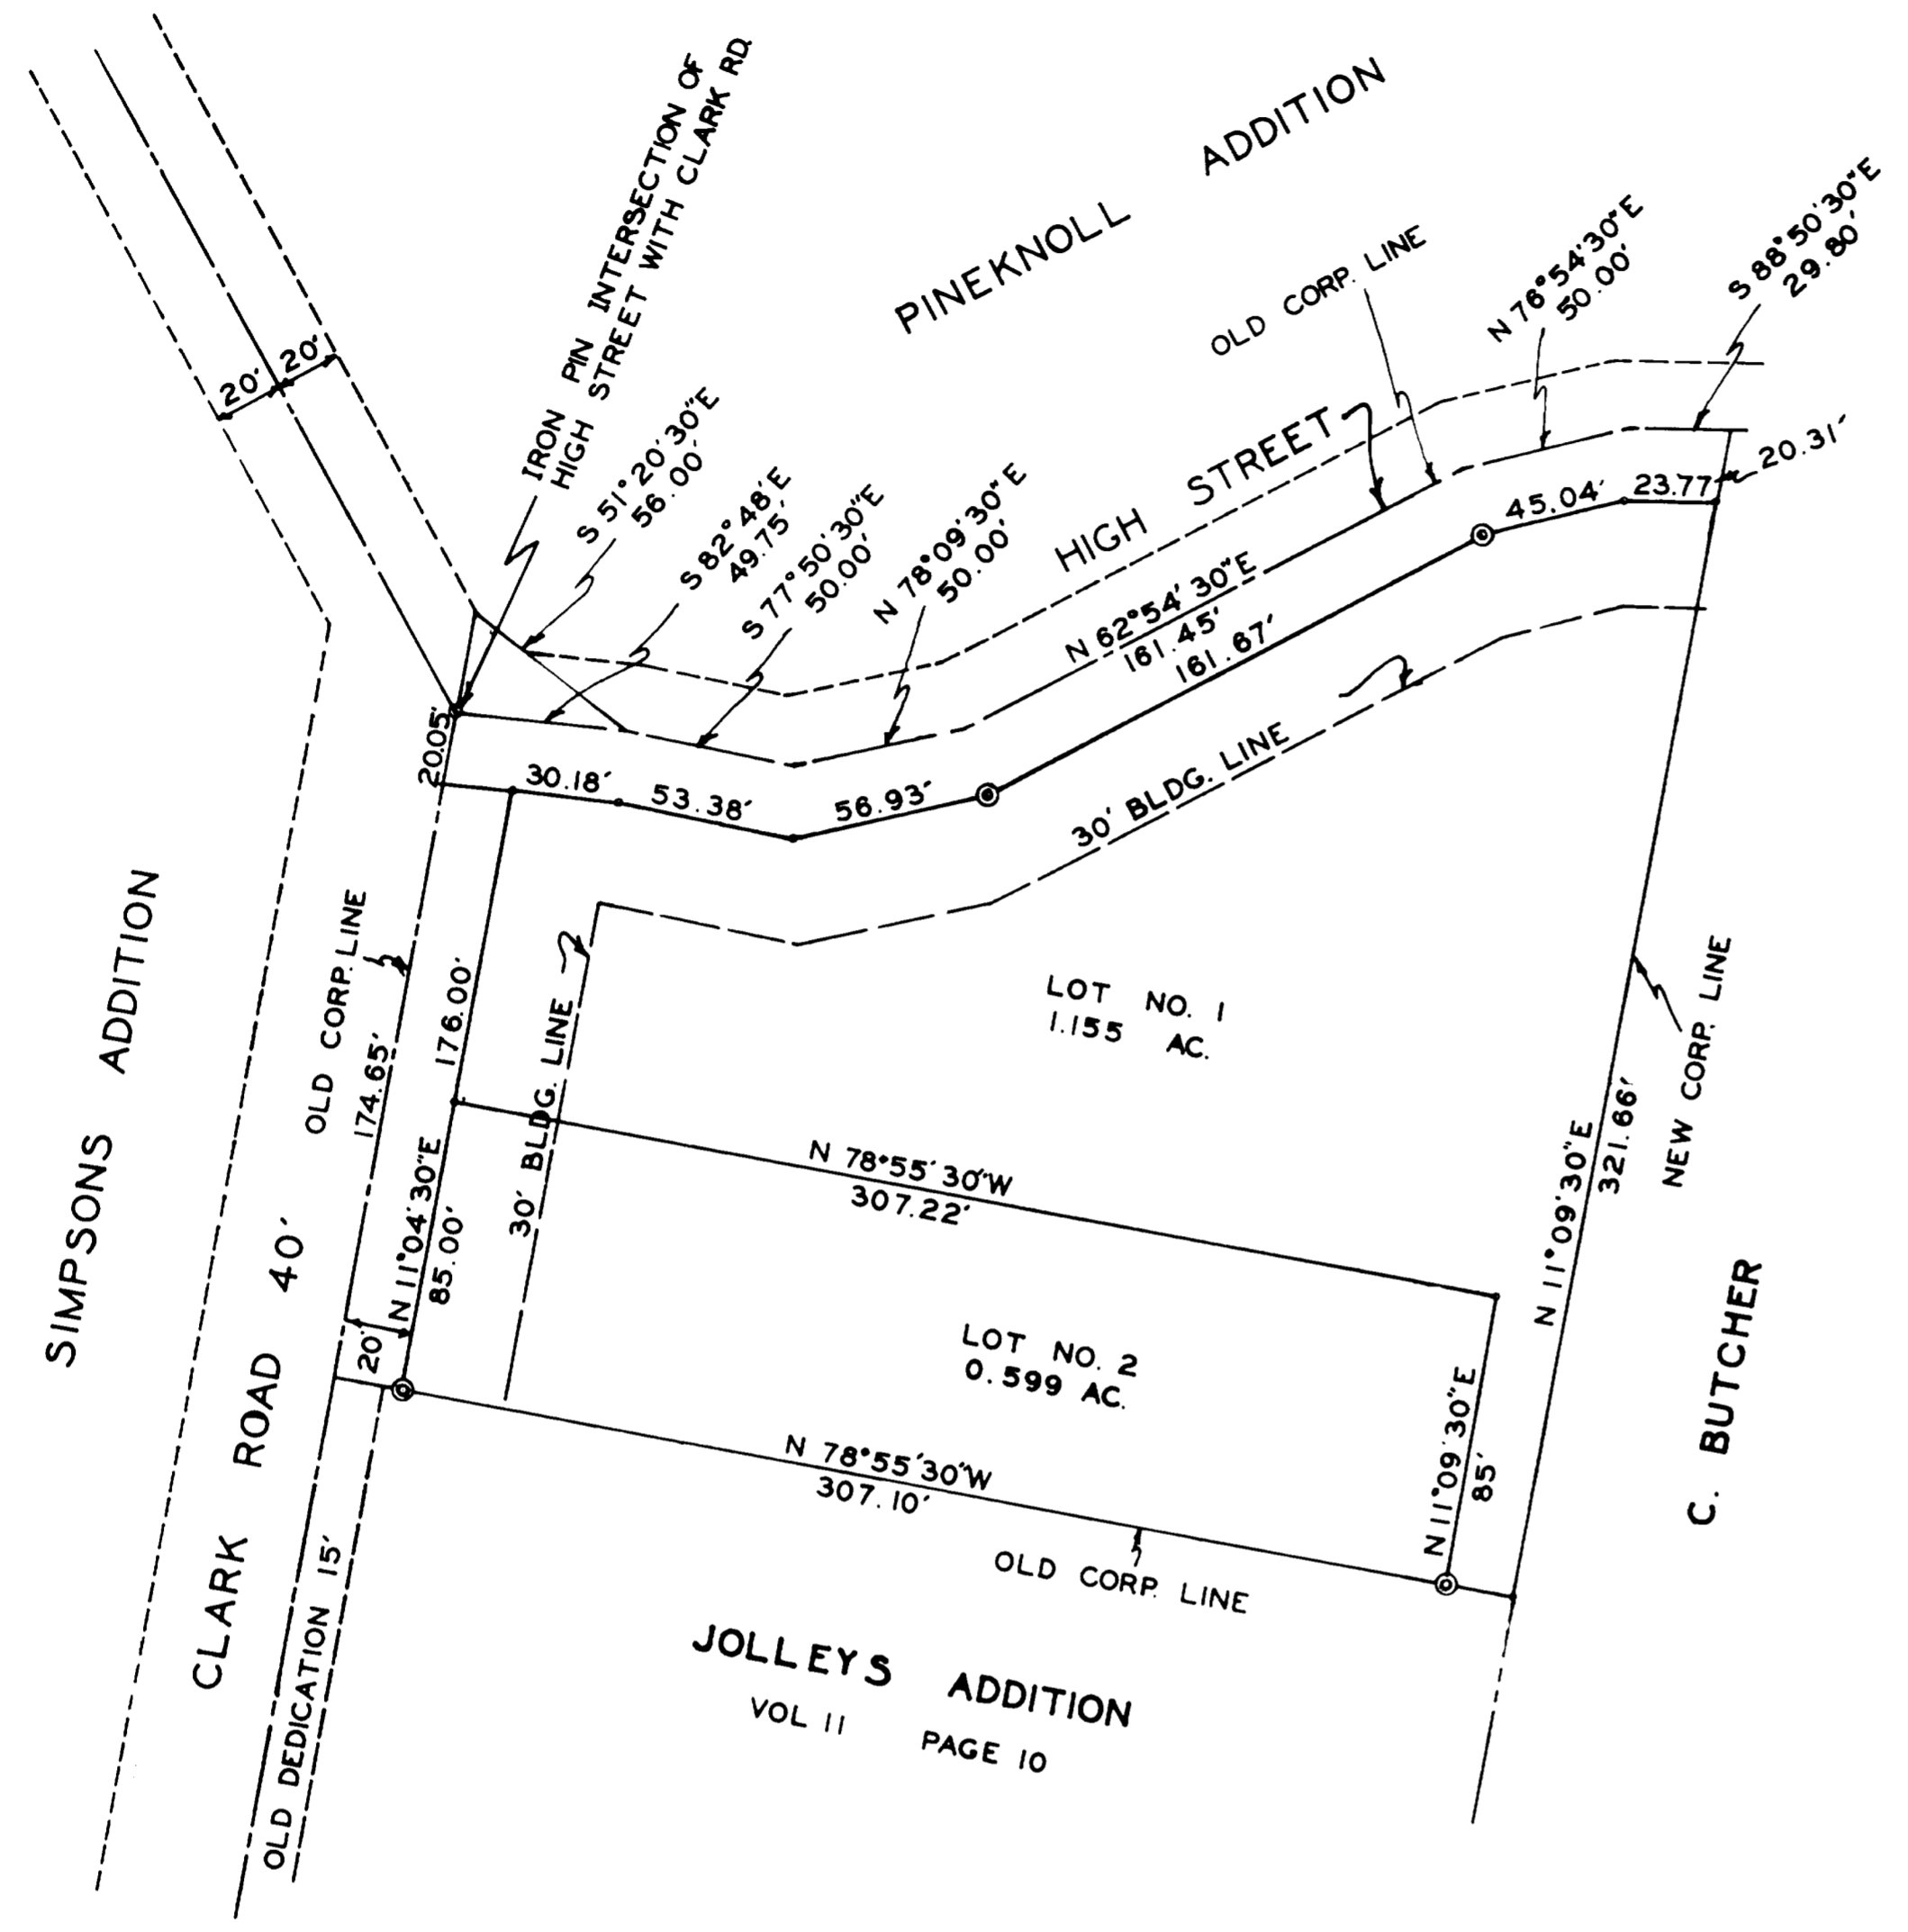 PINEKNOLL ADDITION
IRON PIN INTERSECTION OF
HIGH STREET WITH CLARK RD.
20'
20'
S 51°20'30"E
56.00'
S 82°48'E
49.75'
S 77°50'30"E
50.00'
N 78°09'30"E
50.00'
HIGH STREET
OLD CORP. LINE
N 76°54'30"E
50.00'
S 88°50'30"E
29.80'
20.31'
N 62°54'30"E
161.45'
161.67'
45.04'
23.77
20.05'
30.18'
53.38'
56.93'
30' BLDG. LINE
SIMPSONS ADDITION
OLD CORP. LINE
174.65'
176.00'
30' BLDG. LINE
LOT NO. 1
1.155 AC.
NEW CORP. LINE
N 11°09'30"E
321.66'
N 78°55'30"W
307.22'
N 11°04'30"E
85.00'
20'
LOT NO. 2
0.599 AC.
N 11°09'30"E
85'
C. BUTCHER
N 78°55'30"W
307.10'
OLD CORP. LINE
CLARK ROAD 40'
OLD DEDICATION 15'
JOLLEYS ADDITION
VOL 11 PAGE 10